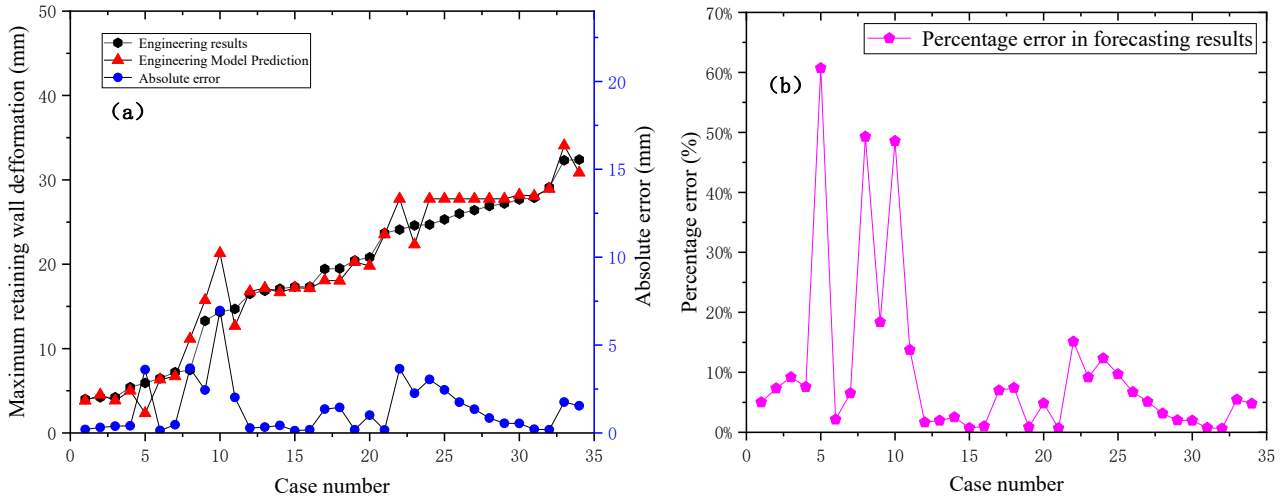 50
40
30
20
10
0
Maximum retaining wall defformation (mm)
Engineering results
Engineering Model Prediction
Absolute error
(a)
0 5 10 15 20 25 30 35
Case number
20
15
10
5
0
Absolute error (mm)
70%
60%
50%
40%
30%
20%
10%
0%
Percentage error (%)
Percentage error in forecasting results
(b)
0 5 10 15 20 25 30 35
Case number